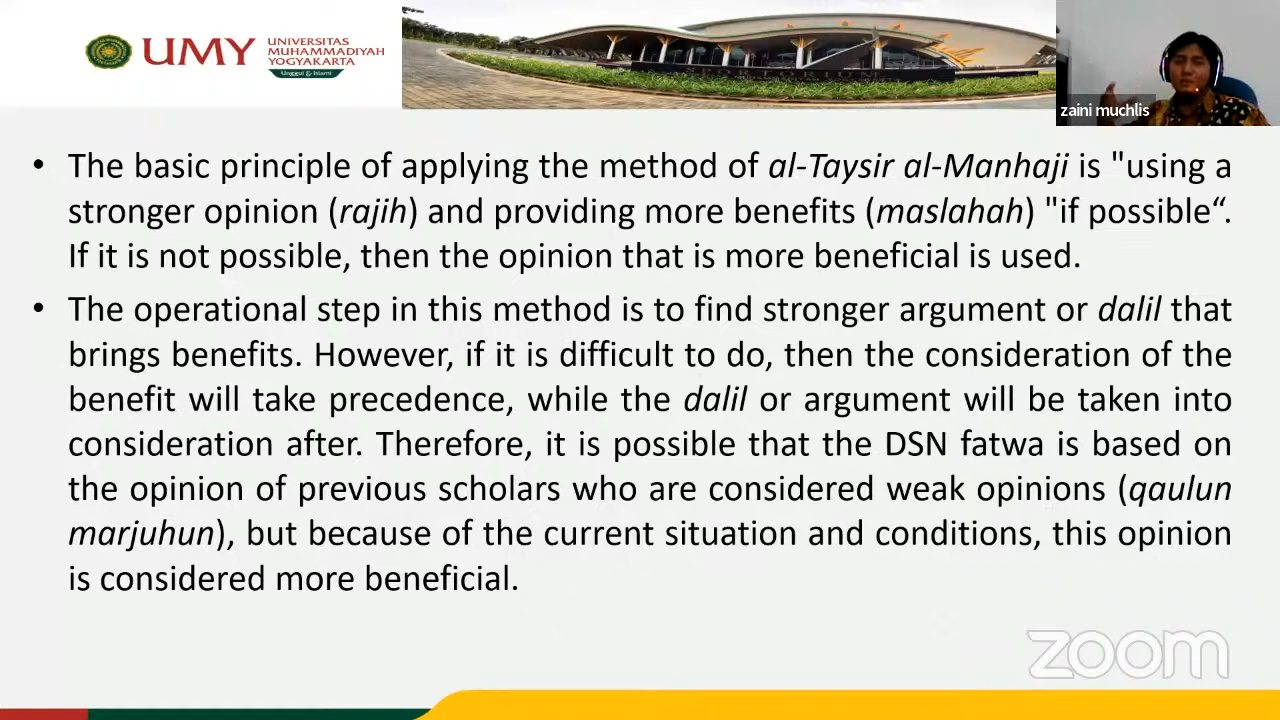 UMY
UNIVERSITAS
MUHAMMADIYAH
YOGYAKARTA
Unggul & Islami
zaini muchlis
• The basic principle of applying the method of al-Taysir al-Manhaji is "using a
stronger opinion (rajih) and providing more benefits (maslahah) "if possible“.
If it is not possible, then the opinion that is more beneficial is used.
• The operational step in this method is to find stronger argument or dalil that
brings benefits. However, if it is difficult to do, then the consideration of the
benefit will take precedence, while the dalil or argument will be taken into
consideration after. Therefore, it is possible that the DSN fatwa is based on
the opinion of previous scholars who are considered weak opinions (qaulun
marjuhun), but because of the current situation and conditions, this opinion
is considered more beneficial.
zoom